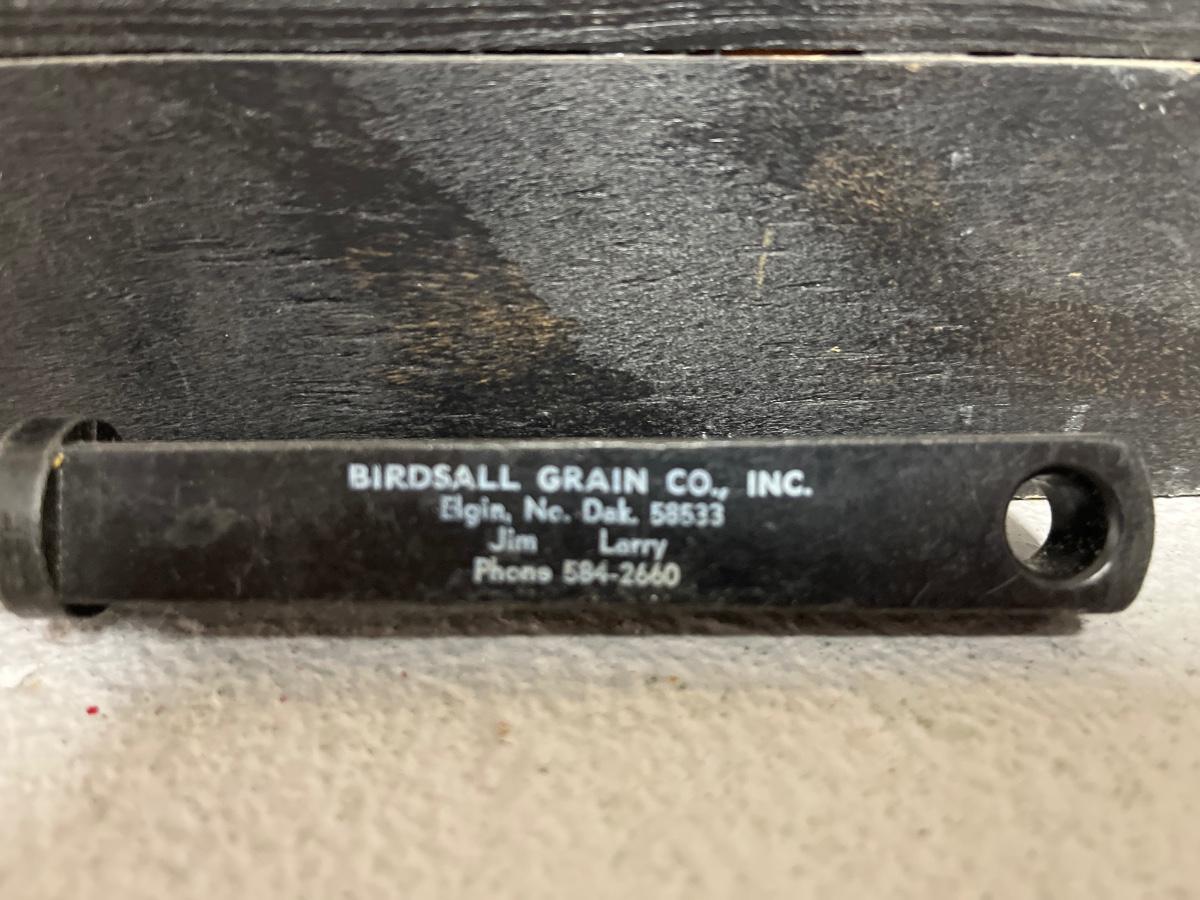 BIRDSALL GRAIN CO., INC.
Elgin, No. Dak. 58533
Jim Larry
Phone 584-2660